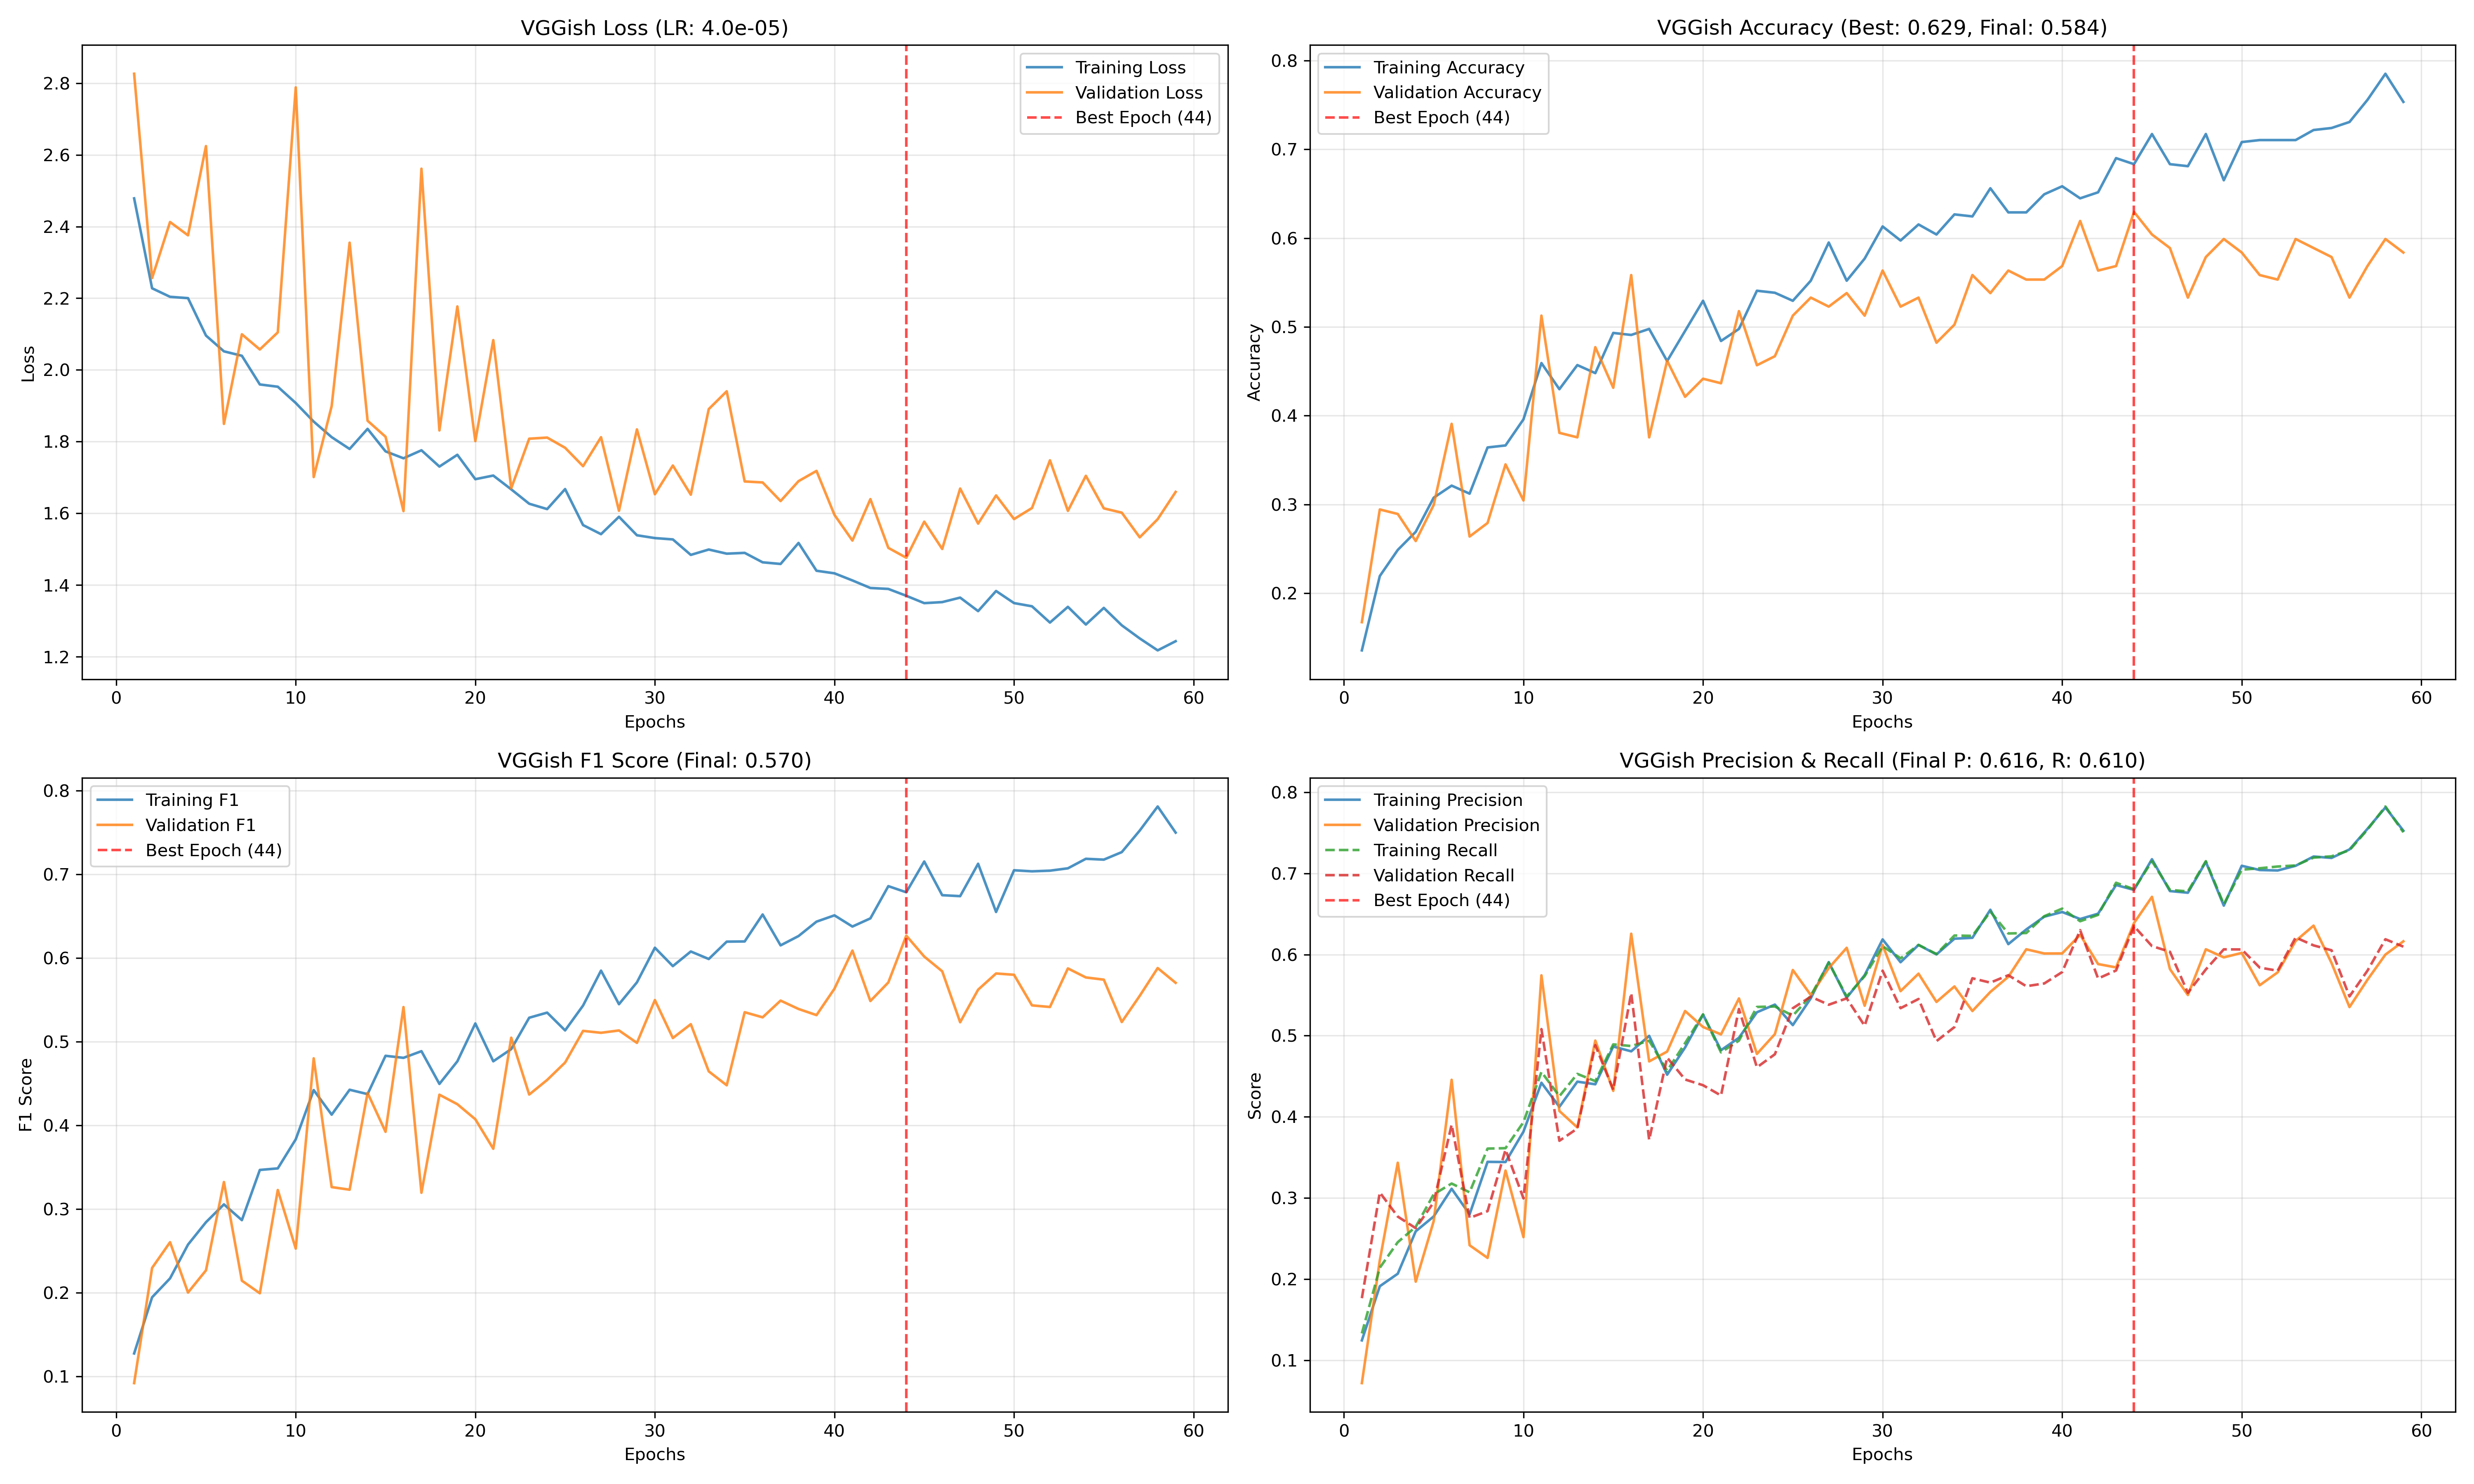 VGGish Loss (LR: 4.0e-05)
Training Loss
Validation Loss
Best Epoch (44)
Loss
2.8
2.6
2.4
2.2
2.0
1.8
1.6
1.4
1.2
0 10 20 30 40 50 60
Epochs
VGGish Accuracy (Best: 0.629, Final: 0.584)
Training Accuracy
Validation Accuracy
Best Epoch (44)
Accuracy
0.8
0.7
0.6
0.5
0.4
0.3
0.2
0 10 20 30 40 50 60
Epochs
VGGish F1 Score (Final: 0.570)
Training F1
Validation F1
Best Epoch (44)
F1 Score
0.8
0.7
0.6
0.5
0.4
0.3
0.2
0.1
0 10 20 30 40 50 60
Epochs
VGGish Precision & Recall (Final P: 0.616, R: 0.610)
Training Precision
Validation Precision
Training Recall
Validation Recall
Best Epoch (44)
Score
0.8
0.7
0.6
0.5
0.4
0.3
0.2
0.1
0 10 20 30 40 50 60
Epochs